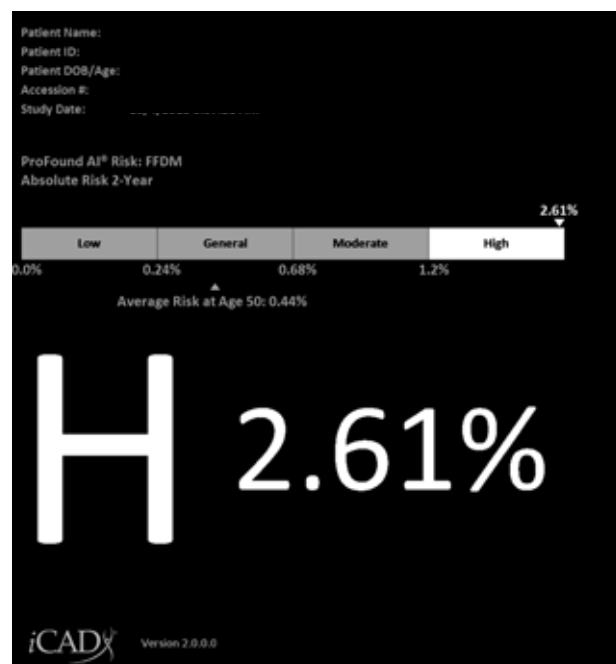 Patient Name:
Patient ID:
Patient DOB/Age:
Accession #:
Study Date:
ProFound AI® Risk: FFDM
Absolute Risk 2-Year
2.61%
Low General Moderate High
0.0% 0.24% 0.68% 1.2%
Average Risk at Age 50: 0.44%
H 2.61%
iCAD Version 2.0.0.0